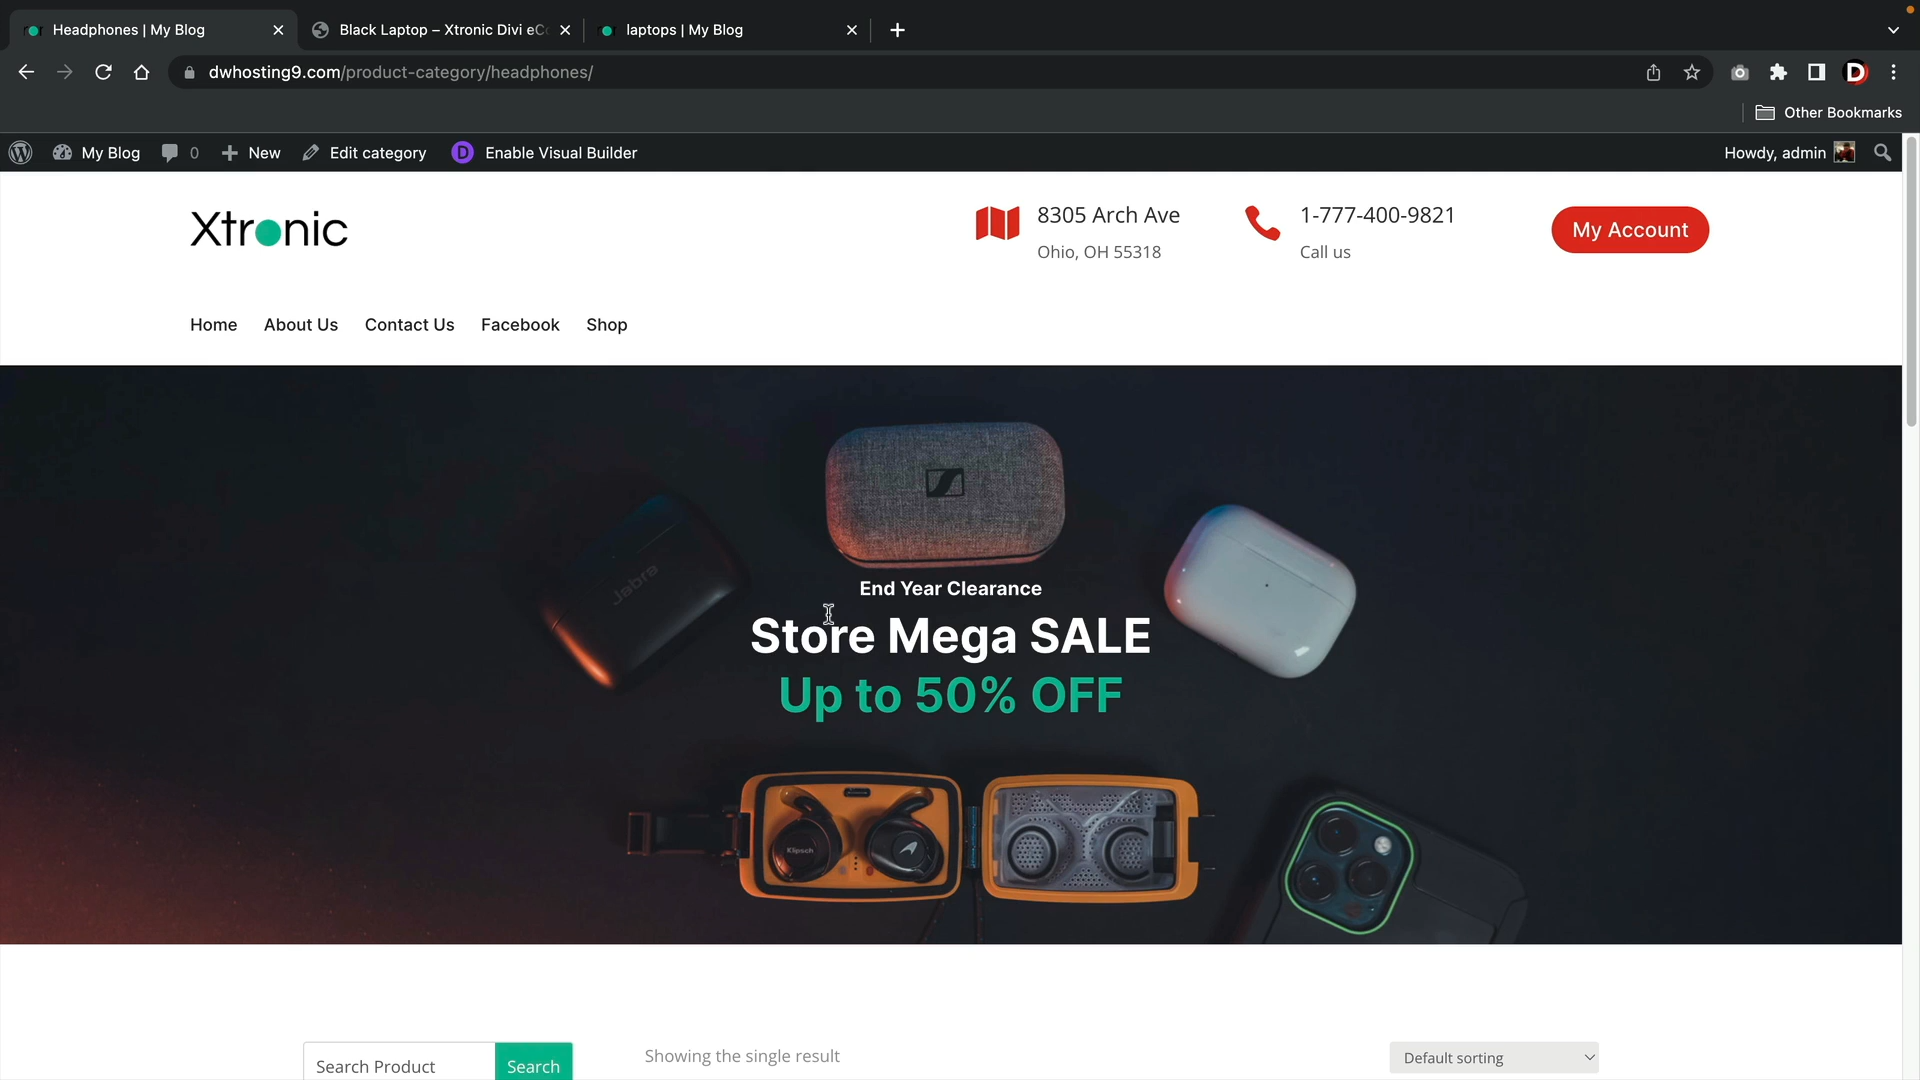 Headphones | My Blog
Black Laptop – Xtronic Divi eC
laptops | My Blog
dwhosting9.com/product-category/headphones/
Other Bookmarks
My Blog
0
New
Edit category
D
Enable Visual Builder
Howdy, admin
Xtronic
8305 Arch Ave
Ohio, OH 55318
1-777-400-9821
Call us
My Account
Home
About Us
Contact Us
Facebook
Shop
Jabra
End Year Clearance
Store Mega SALE
Up to 50% OFF
Klipsch
Search Product
Search
Showing the single result
Default sorting